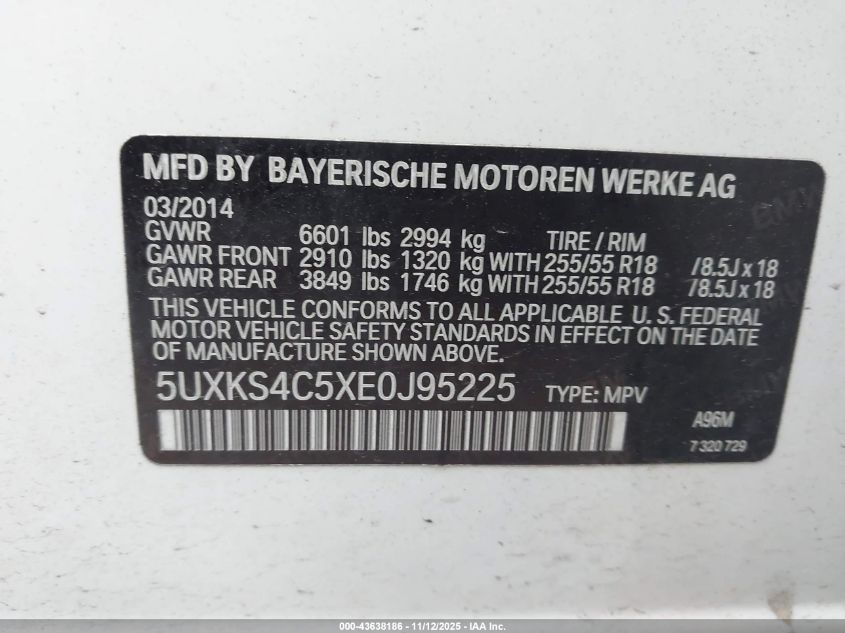 MFD BY BAYERISCHE MOTOREN WERKE AG
03/2014
GVWR 6601 lbs 2994 kg TIRE / RIM
GAWR FRONT 2910 lbs 1320 kg WITH 255/55 R18 /8.5J x 18
GAWR REAR 3849 lbs 1746 kg WITH 255/55 R18 /8.5J x 18
THIS VEHICLE CONFORMS TO ALL APPLICABLE U. S. FEDERAL
MOTOR VEHICLE SAFETY STANDARDS IN EFFECT ON THE DATE
OF MANUFACTURE SHOWN ABOVE.
5UXKS4C5XE0J95225 TYPE: MPV
A96M
7 320 729
000-43638186 - 11/12/2025 - IAA Inc.